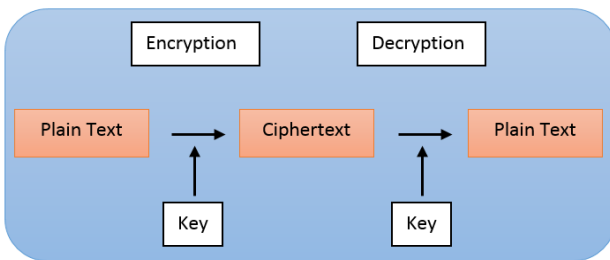 Encryption
Decryption
Plain Text
Ciphertext
Plain Text
Key
Key